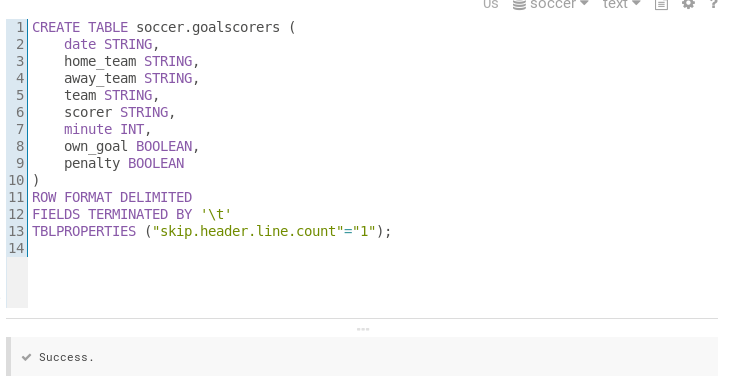 0s soccer text ?
1 CREATE TABLE soccer.goalscorers (
2 date STRING,
3 home_team STRING,
4 away_team STRING,
5 team STRING,
6 scorer STRING,
7 minute INT,
8 own_goal BOOLEAN,
9 penalty BOOLEAN
10 )
11 ROW FORMAT DELIMITED
12 FIELDS TERMINATED BY '\t'
13 TBLPROPERTIES ("skip.header.line.count"="1");
14
Success.